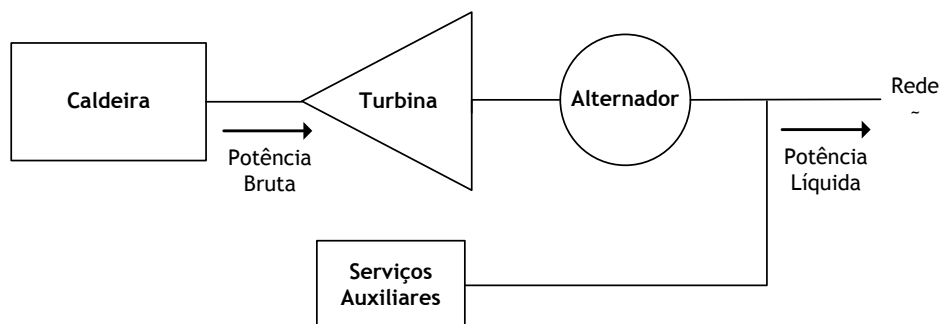 Caldeira
Turbina
Alternador
Rede
~
Potência
Bruta
Potência
Líquida
Serviços
Auxiliares